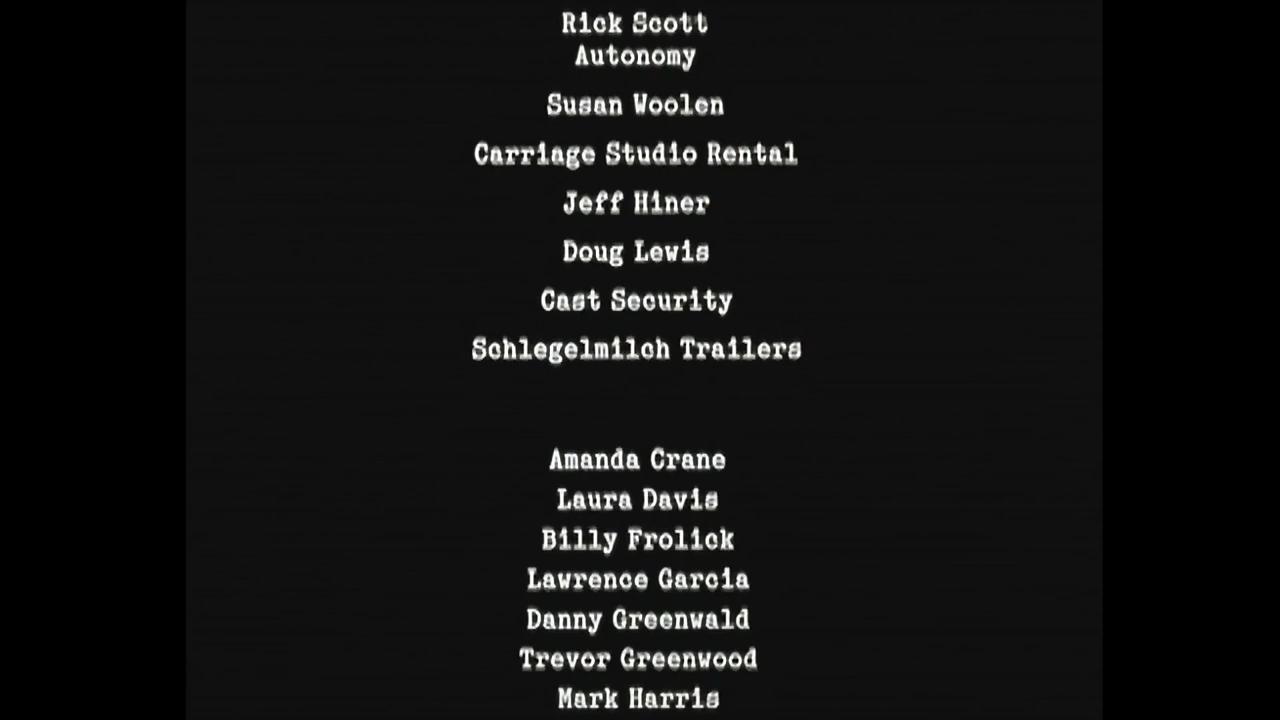 Rick Scott
Autonomy
Susan Woolen
Carriage Studio Rental
Jeff Hiner
Doug Lewis
Cast Security
Schlegelmilch Trailers
Amanda Crane
Laura Davis
Billy Frolick
Lawrence Garcia
Danny Greenwald
Trevor Greenwood
Mark Harris